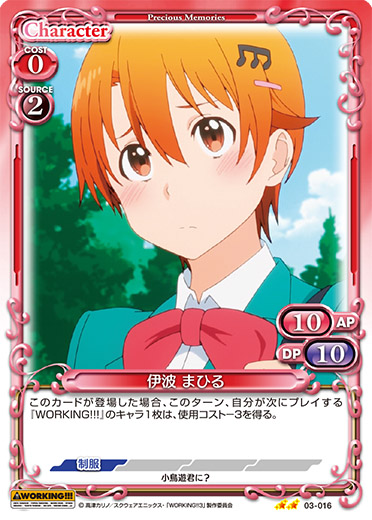 Precious Memories
Character
COST
0
SOURCE
2
10 AP
DP 10
伊波 まひる
このカードが登場した場合、このターン、自分が次にプレイする
『WORKING!!!』のキャラ1枚は、使用コスト－3を得る。
制服
小鳥遊君に？
WORKING!!!
© 高津カリノ／スクウェアエニックス・「WORKING!!3」製作委員会
03-016